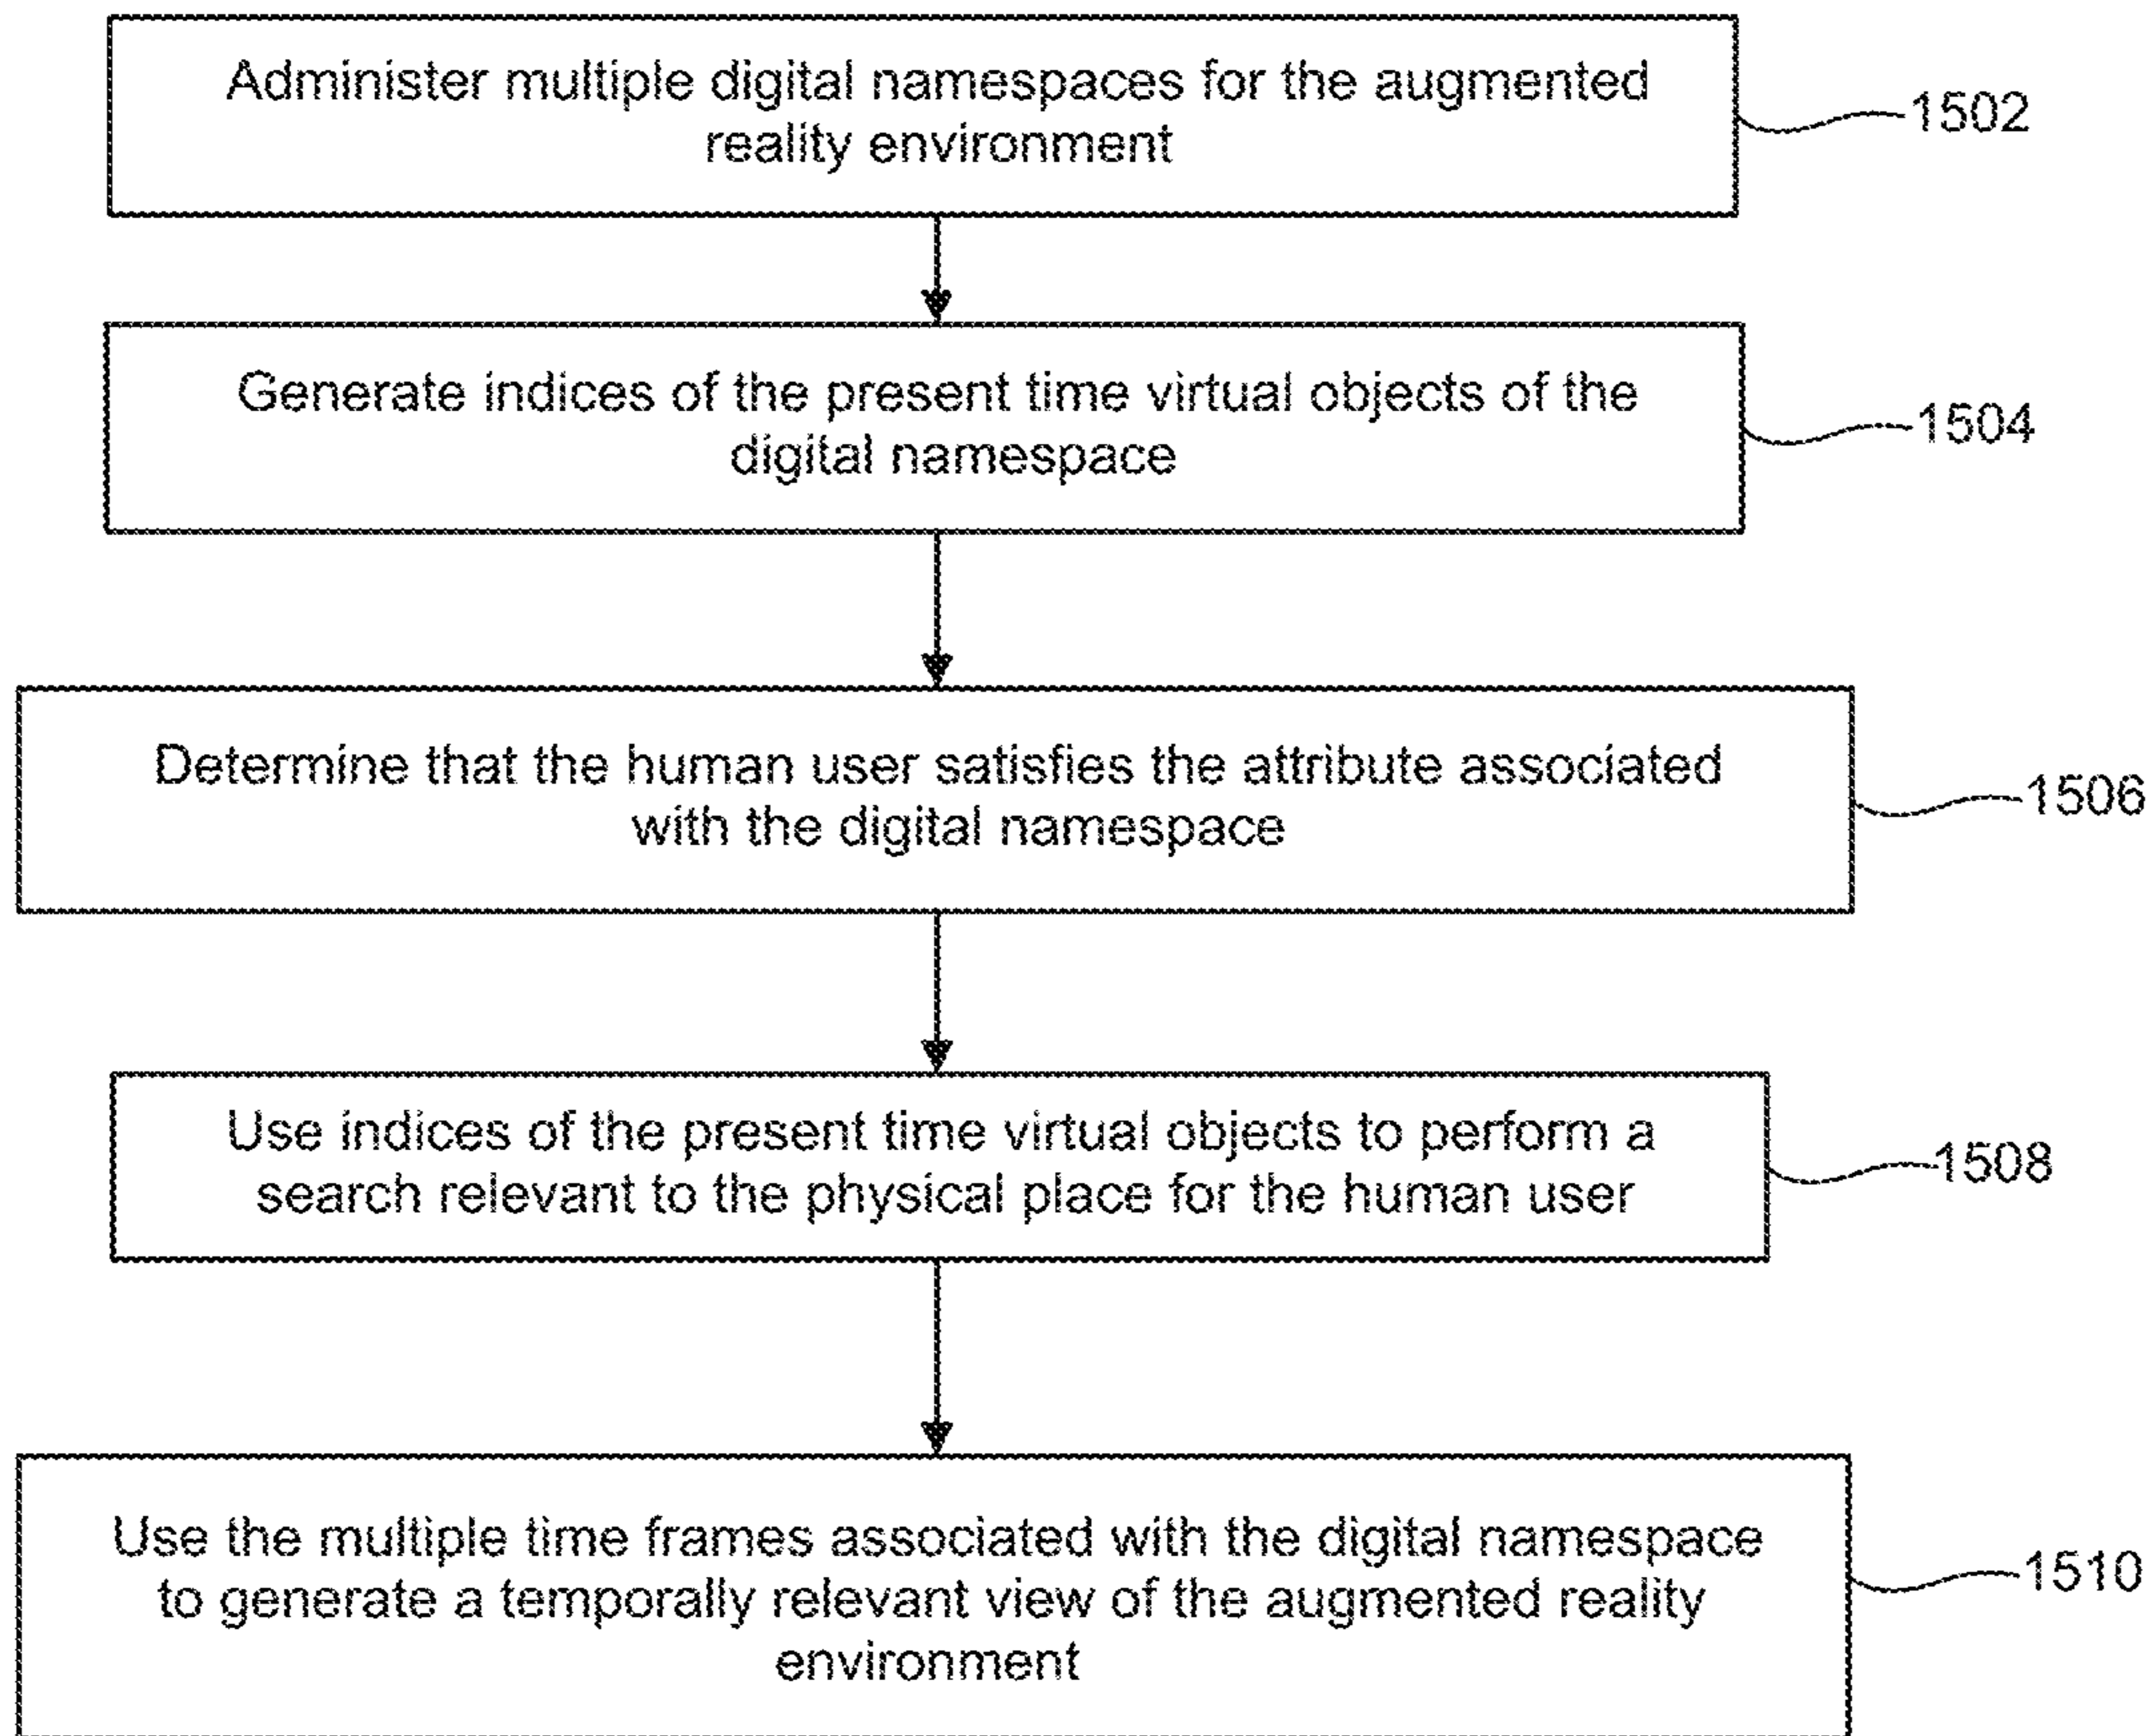 Administer multiple digital namespaces for the augmented
reality environment
1502
Generate indices of the present time virtual objects of the
digital namespace
1504
Determine that the human user satisfies the attribute associated
with the digital namespace
1506
Use indices of the present time virtual objects to perform a
search relevant to the physical place for the human user
1508
Use the multiple time frames associated with the digital namespace
to generate a temporally relevant view of the augmented reality
environment
1510